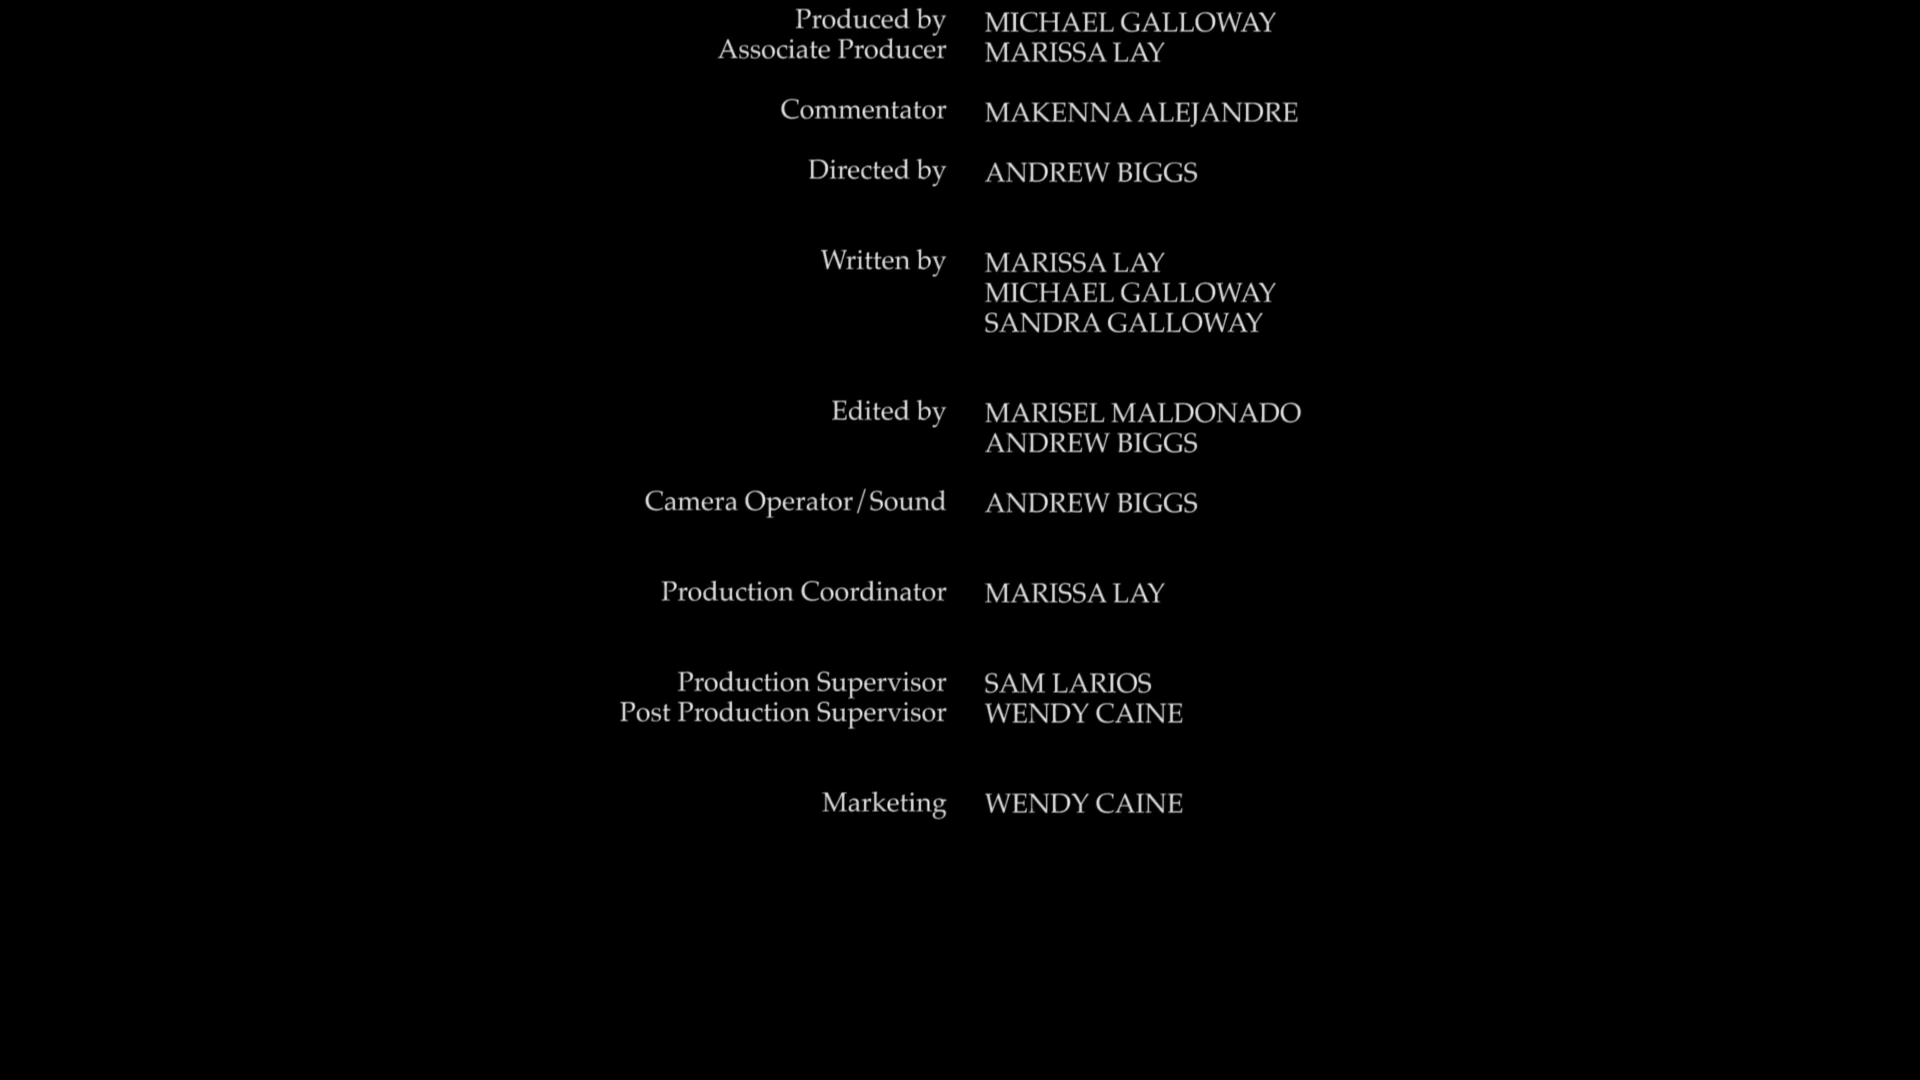 Produced by MICHAEL GALLOWAY
Associate Producer MARISSA LAY
Commentator MAKENNA ALEJANDRE
Directed by ANDREW BIGGS
Written by MARISSA LAY
MICHAEL GALLOWAY
SANDRA GALLOWAY
Edited by MARISEL MALDONADO
ANDREW BIGGS
Camera Operator/Sound ANDREW BIGGS
Production Coordinator MARISSA LAY
Production Supervisor SAM LARIOS
Post Production Supervisor WENDY CAINE
Marketing WENDY CAINE